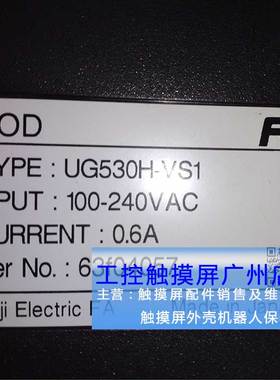 OD F
YPE : UG530H-VS1
PUT : 100-240VAC
URRENT : 0.6A
er No. : 63f04057
ji Electric FA
工控触摸屏广州店
主营：触摸屏配件销售及维
触摸屏外壳机器人保